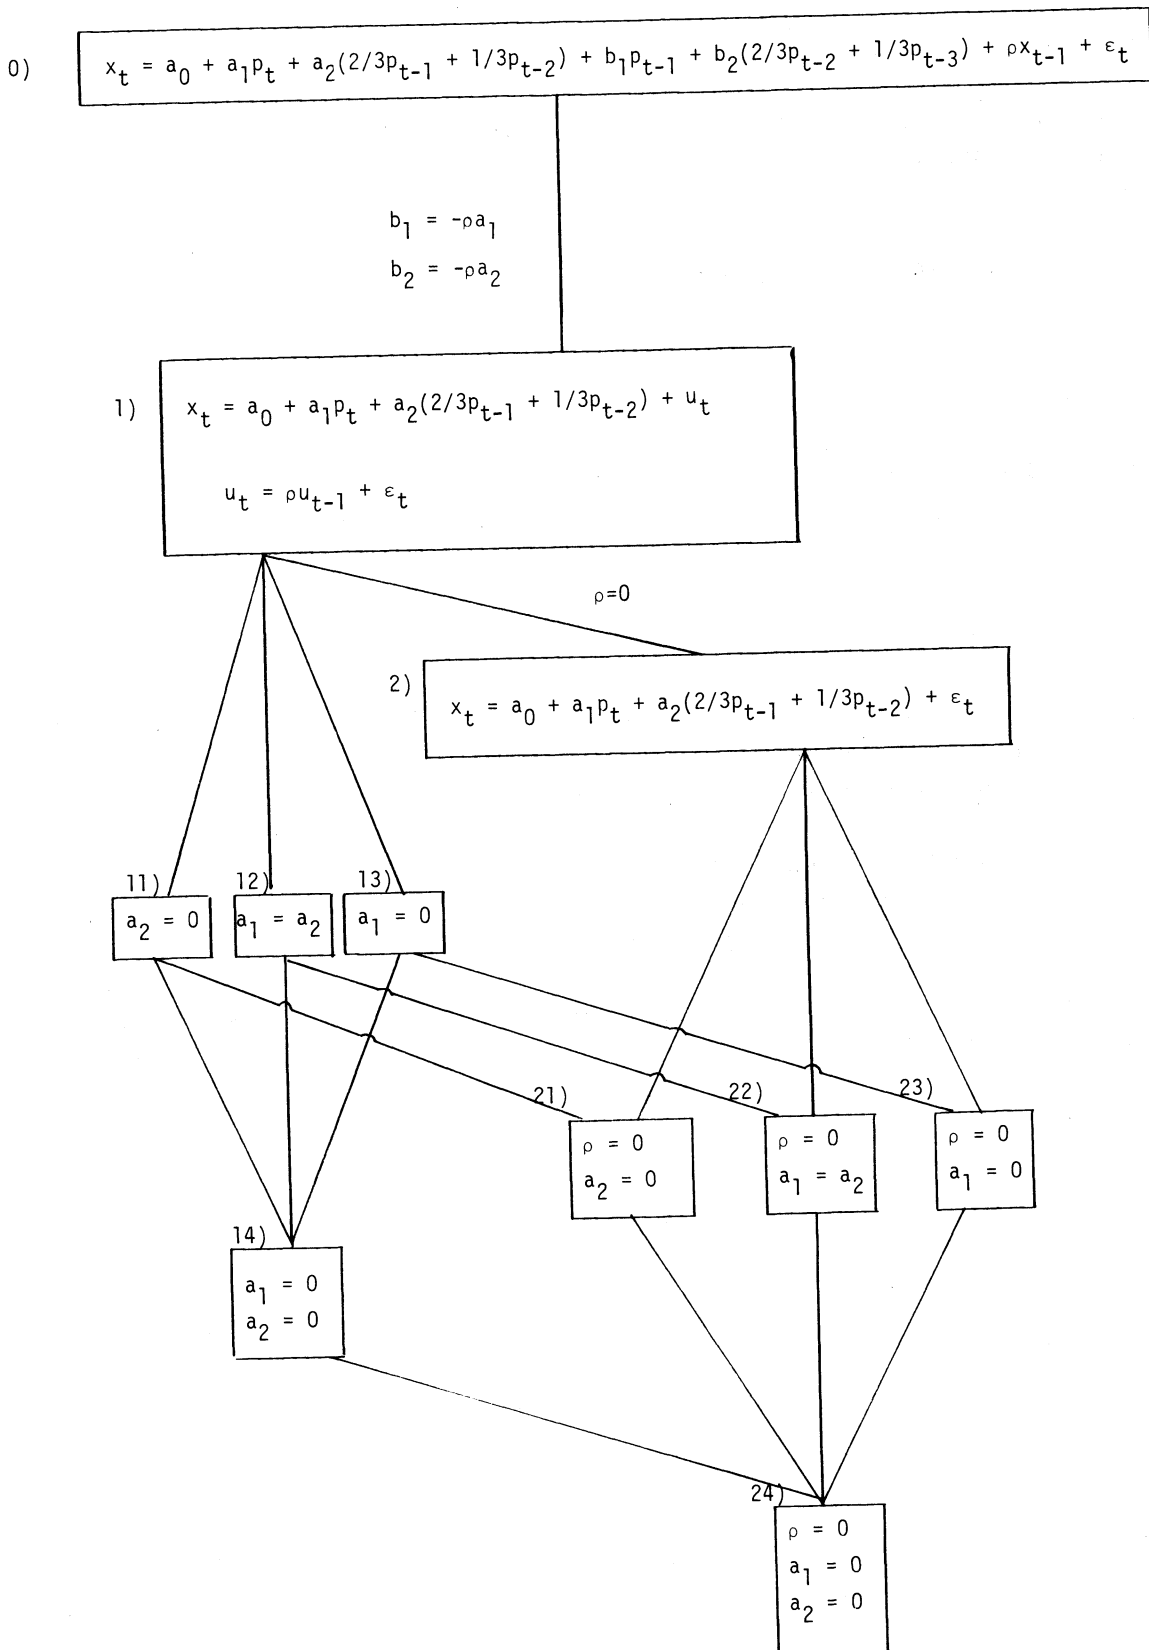 0) x_t = a_0 + a_1p_t + a_2(2/3p_{t-1} + 1/3p_{t-2}) + b_1p_{t-1} + b_2(2/3p_{t-2} + 1/3p_{t-3}) + ρx_{t-1} + ε_t
b_1 = -ρa_1
b_2 = -ρa_2
1) x_t = a_0 + a_1p_t + a_2(2/3p_{t-1} + 1/3p_{t-2}) + u_t
u_t = ρu_{t-1} + ε_t
ρ=0
2) x_t = a_0 + a_1p_t + a_2(2/3p_{t-1} + 1/3p_{t-2}) + ε_t
11) a_2 = 0
12) a_1 = a_2
13) a_1 = 0
21) ρ = 0
a_2 = 0
22) ρ = 0
a_1 = a_2
23) ρ = 0
a_1 = 0
14) a_1 = 0
a_2 = 0
24) ρ = 0
a_1 = 0
a_2 = 0